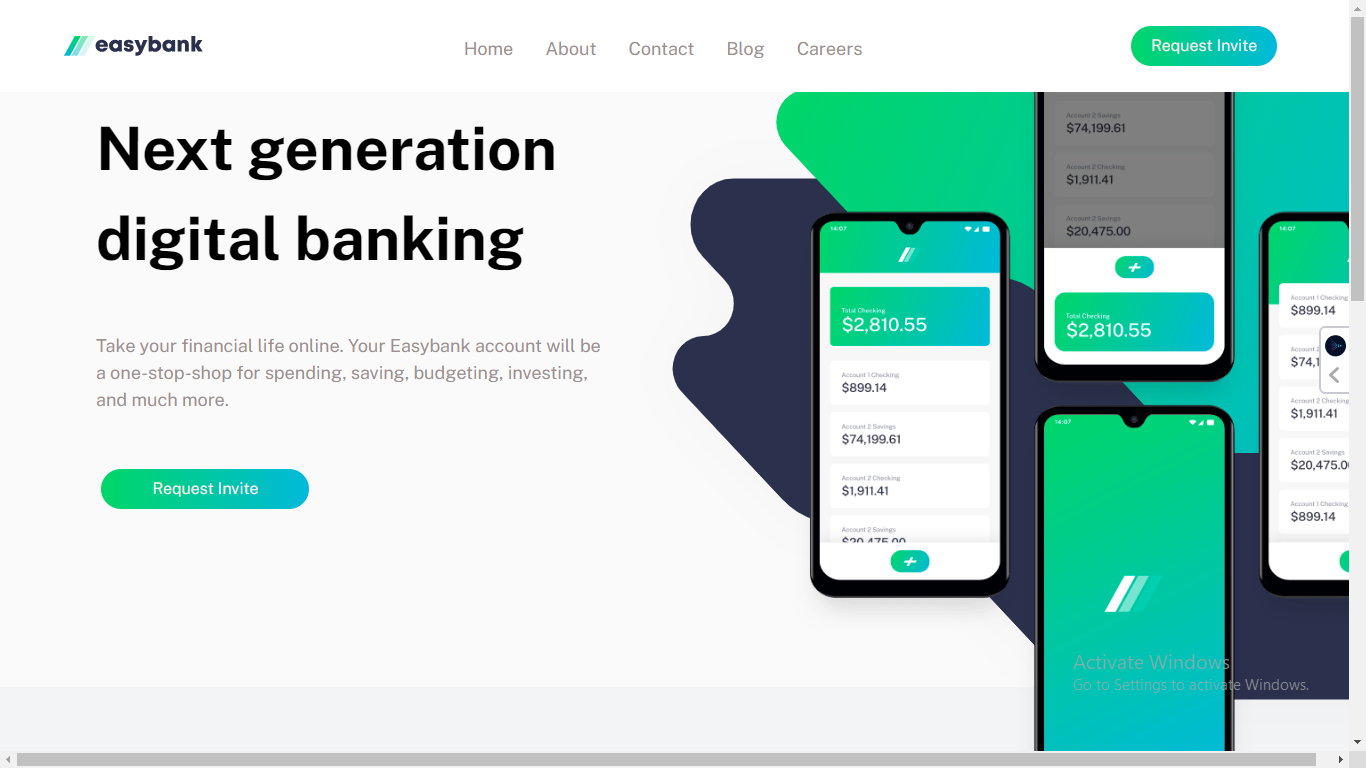 easybank
Home
About
Contact
Blog
Careers
Request Invite
Next generation
digital banking
Take your financial life online. Your Easybank account will be
a one-stop-shop for spending, saving, budgeting, investing,
and much more.
Request Invite
14:07
Total Checking
$2,810.55
Account 1 Checking
$899.14
Account 2 Savings
$74,199.61
Account 2 Checking
$1,911.41
Account 2 Savings
$20,475.00
Account 2 Savings
$74,199.61
Account 2 Checking
$1,911.41
Account 2 Savings
$20,475.00
Total Checking
$2,810.55
14:07
14:07
Account 1 Checking
$899.14
$74,1
Account 2 Checking
$1,911.41
Account 2 Savings
$20,475.0
Account 1 Checking
$899.14
Activate Windows
Go to Settings to activate Windows.